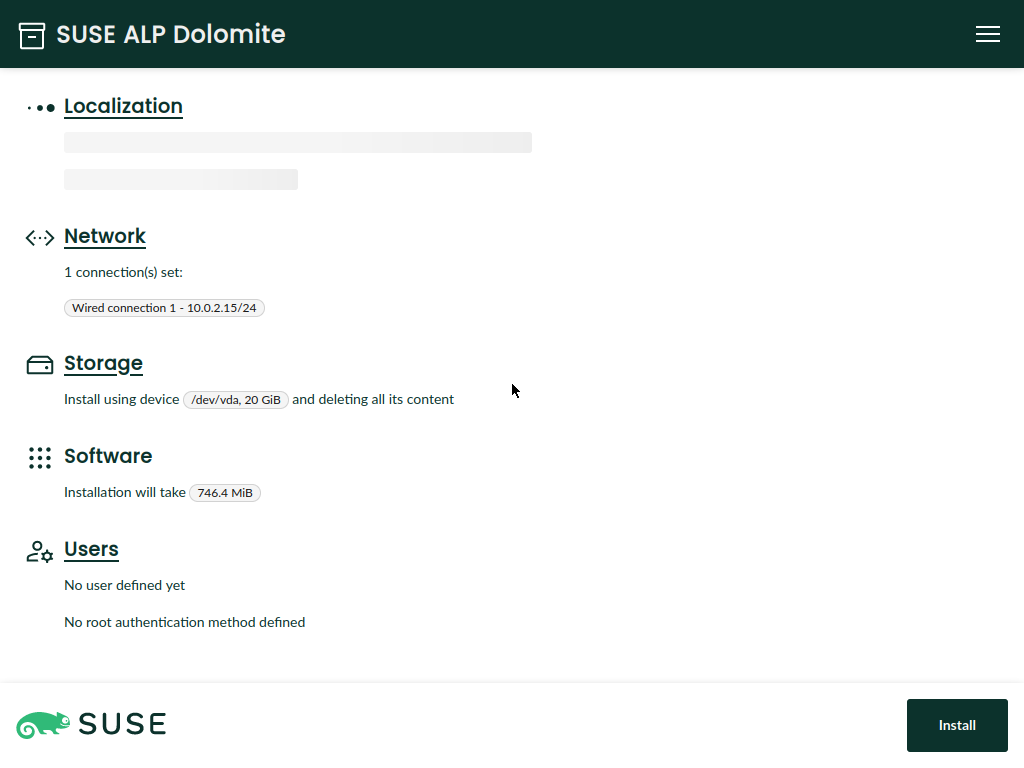 SUSE ALP Dolomite
Localization
Network
1 connection(s) set:
Wired connection 1 - 10.0.2.15/24
Storage
Install using device /dev/vda, 20 GiB and deleting all its content
Software
Installation will take 746.4 MiB
Users
No user defined yet
No root authentication method defined
SUSE
Install